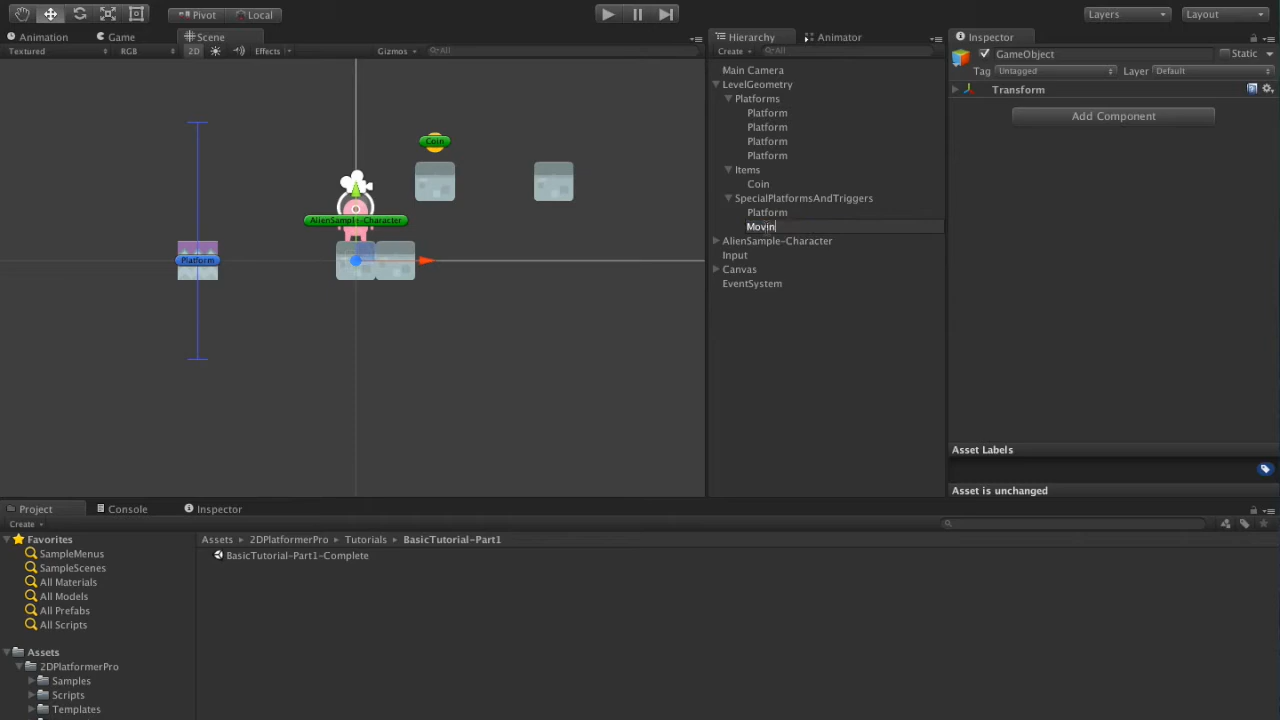 Pivot Local Layers Layout
Animation Game Scene Hierarchy Animator Inspector
Textured RGB 2D Effects Gizmos All Create All
GameObject Static
Tag Untagged Layer Default
Transform
Add Component
Main Camera
LevelGeometry
Platforms
Platform
Platform
Platform
Platform
Items
Coin
SpecialPlatformsAndTriggers
Platform
Movin
AlienSample-Character
Input
Canvas
EventSystem
Coin
AlienSample-Character
Platform
Asset Labels
Asset is unchanged
Project Console Inspector
Create
Favorites
SampleMenus
SampleScenes
All Materials
All Models
All Prefabs
All Scripts
Assets
2DPlatformerPro
Samples
Scripts
Templates
Assets 2DPlatformerPro Tutorials BasicTutorial-Part1
BasicTutorial-Part1-Complete